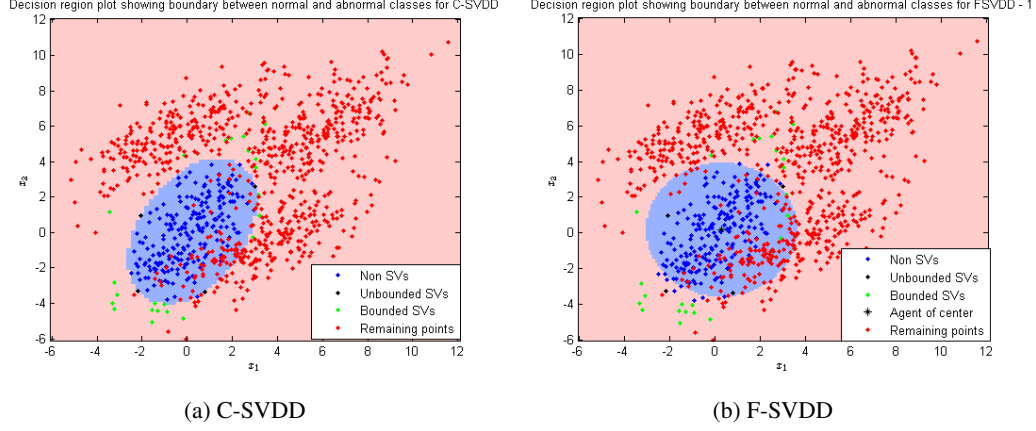 Decision region plot showing boundary between normal and abnormal classes for C-SVDD
12
10
8
6
4
2
0
-2
-4
-6
-6 -4 -2 0 2 4 6 8 10 12
x₂
x₁
Non SVs
Unbounded SVs
Bounded SVs
Remaining points
(a) C-SVDD
Decision region plot showing boundary between normal and abnormal classes for FSVDD - 1
12
10
8
6
4
2
0
-2
-4
-6
-6 -4 -2 0 2 4 6 8 10 12
x₂
x₁
Non SVs
Unbounded SVs
Bounded SVs
Agent of center
Remaining points
(b) F-SVDD